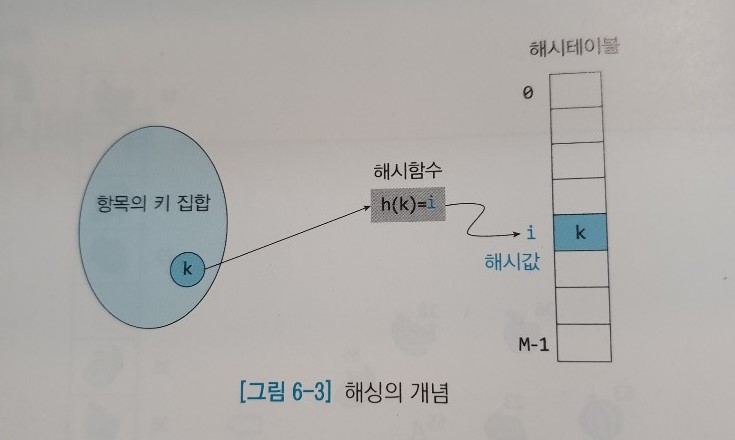 해시테이블
0
해시함수
항목의 키 집합
h(k)=i
i
k
해시값
k
M-1
[그림 6-3] 해싱의 개념